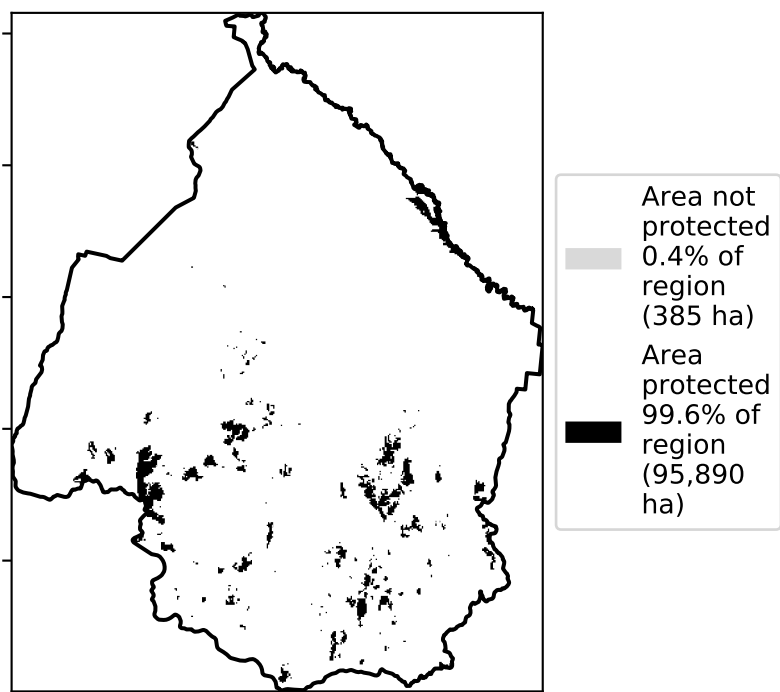 Area not
protected
0.4% of
region
(385 ha)
Area
protected
99.6% of
region
(95,890
ha)